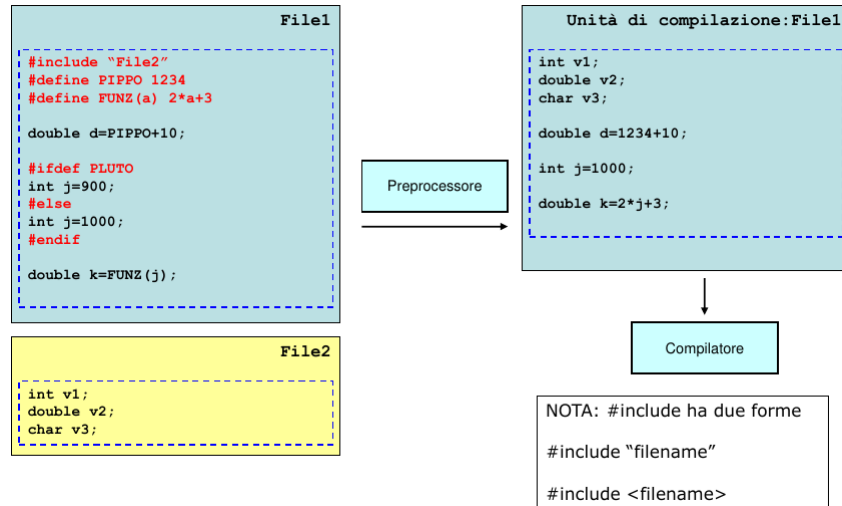 File1
#include “File2”
#define PIPPO 1234
#define FUNZ(a) 2*a+3
double d=PIPPO+10;
#ifdef PLUTO
int j=900;
#else
int j=1000;
#endif
double k=FUNZ(j);
File2
int v1;
double v2;
char v3;
Preprocessore
Unità di compilazione:File1
int v1;
double v2;
char v3;
double d=1234+10;
int j=1000;
double k=2*j+3;
Compilatore
NOTA: #include ha due forme
#include “filename”
#include <filename>